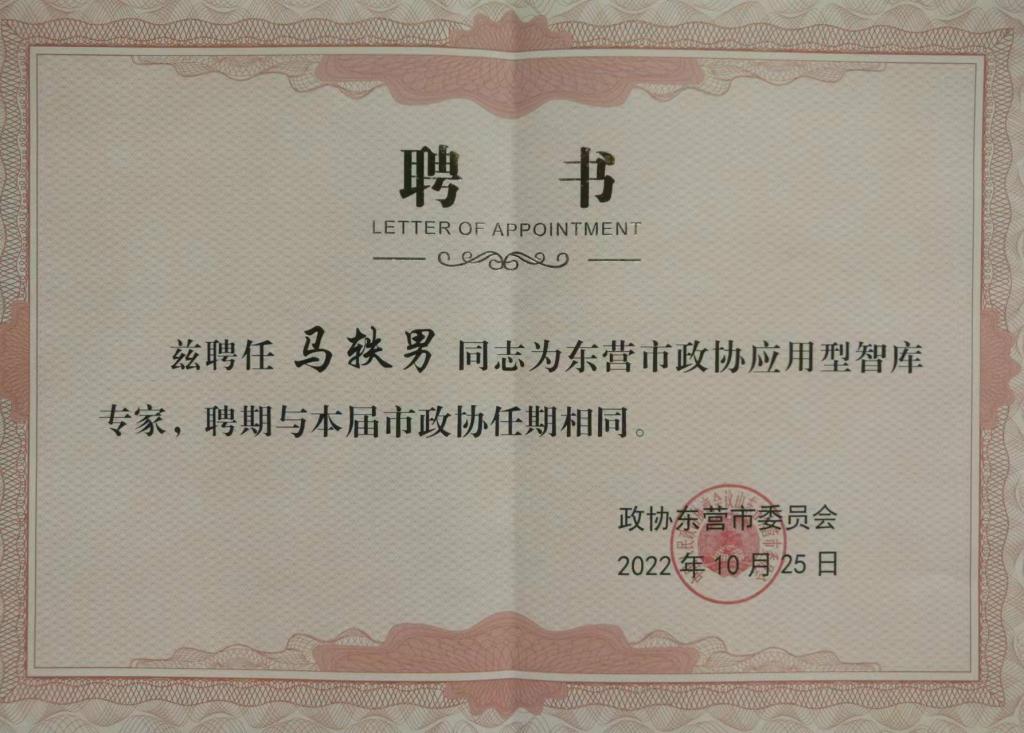 聘 书
LETTER OF APPOINTMENT
兹聘任 马轶男 同志为东营市政协应用型智库
专家，聘期与本届市政协任期相同。
政协东营市委员会
2022 年 10 月 25 日